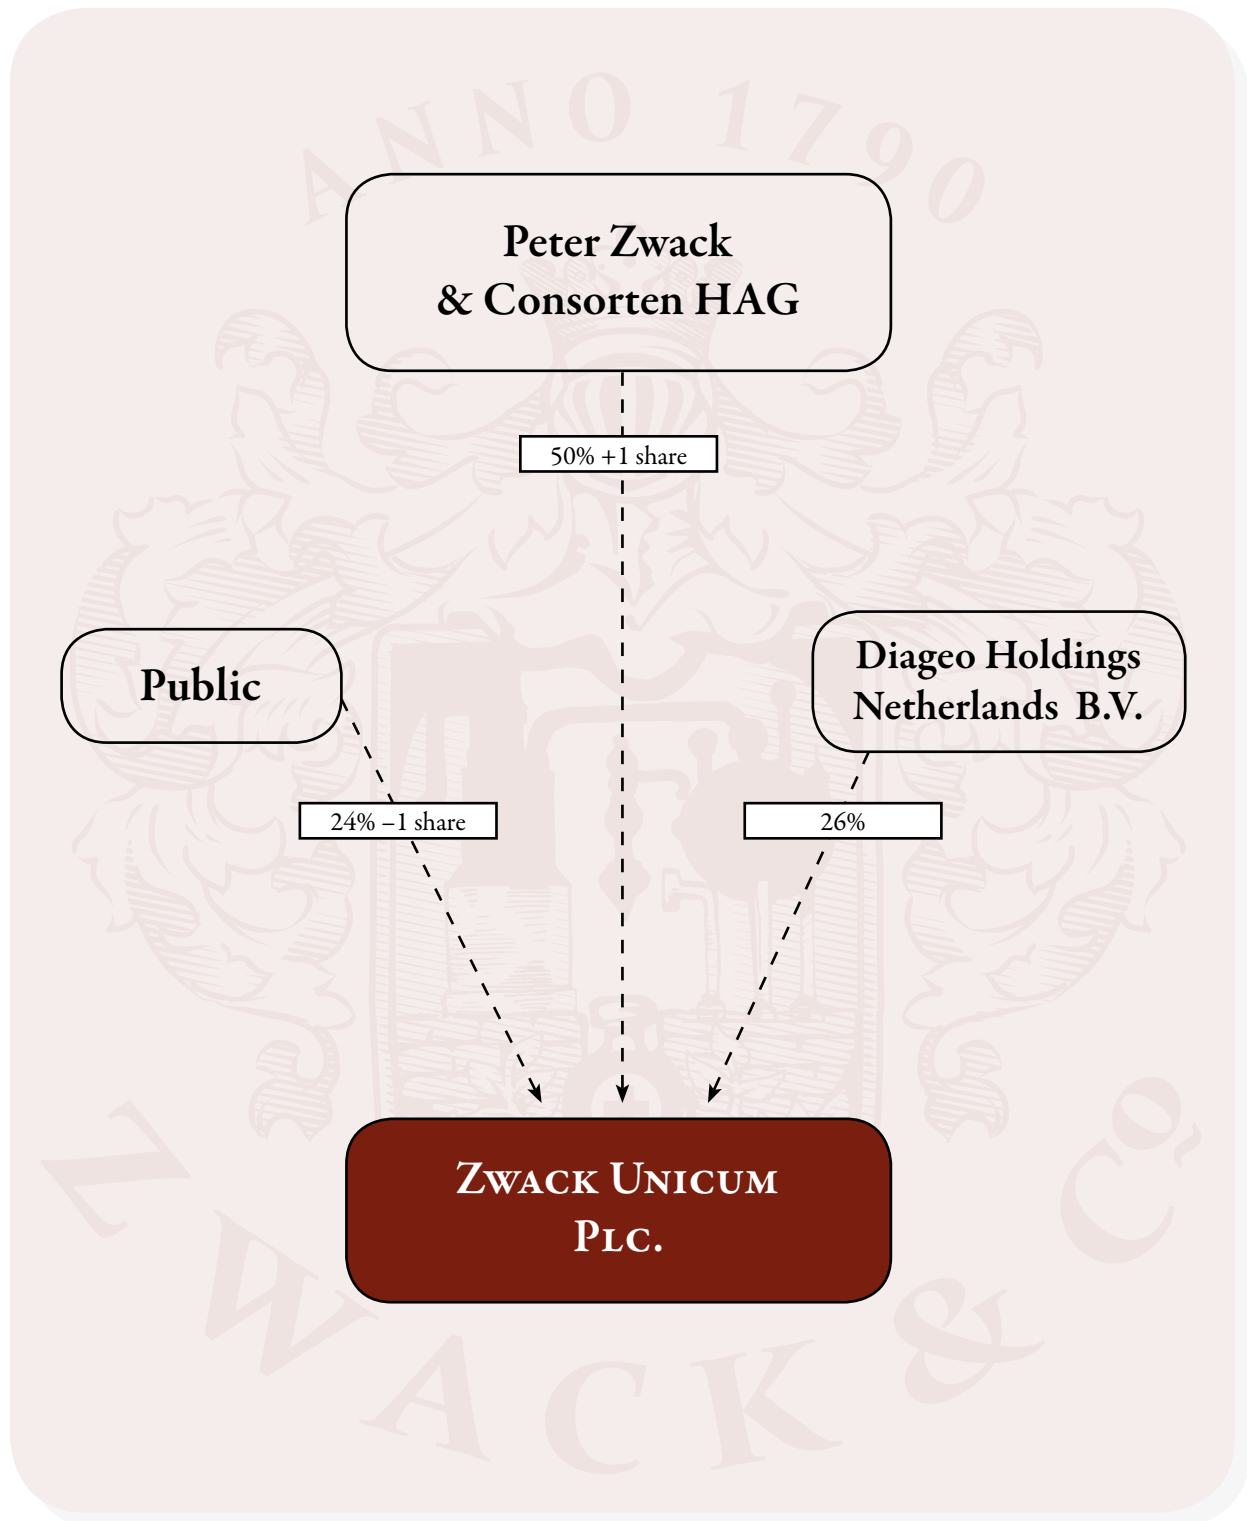 ANNO 1790
Peter Zwack
& Consorten HAG
50% +1 share
Public
Diageo Holdings
Netherlands B.V.
24% –1 share
26%
ZWACK UNICUM
PLC.
ZWACK & Co